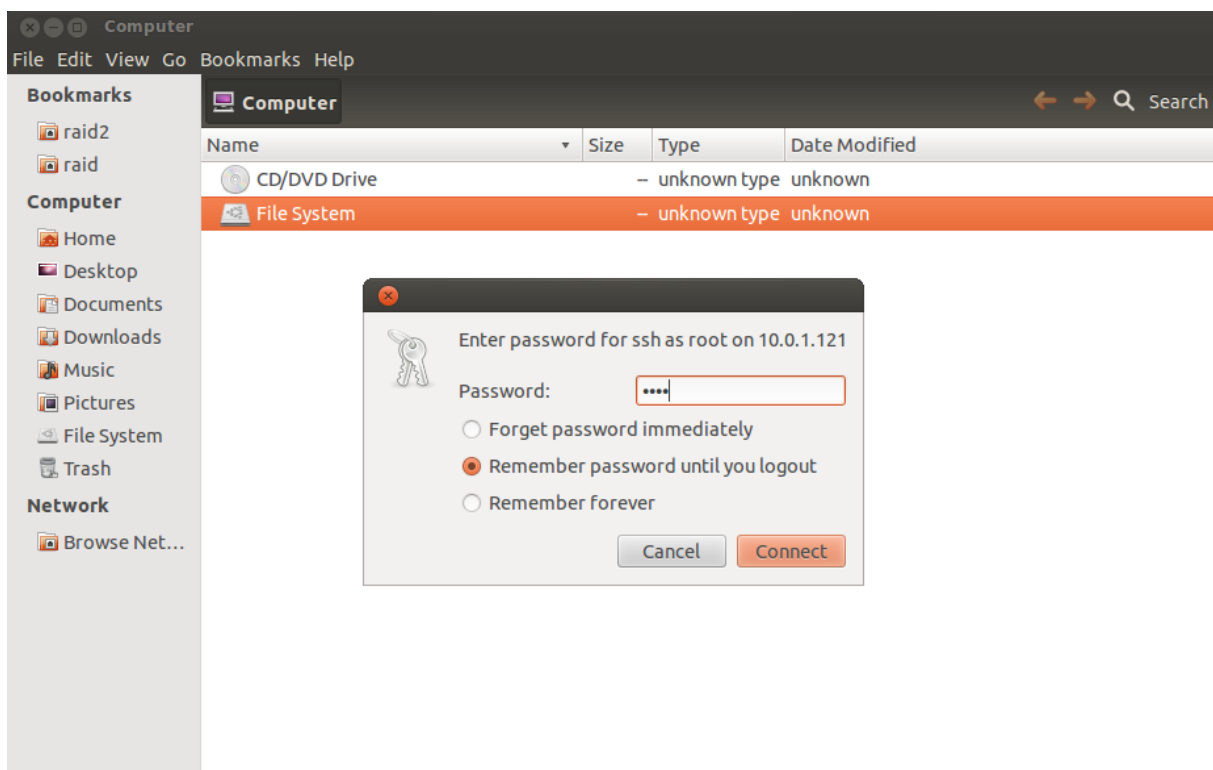 Computer
File Edit View Go Bookmarks Help
Bookmarks
raid2
raid
Computer
Home
Desktop
Documents
Downloads
Music
Pictures
File System
Trash
Network
Browse Net...
Computer
Search
Name Size Type Date Modified
CD/DVD Drive – unknown type unknown
File System – unknown type unknown
Enter password for ssh as root on 10.0.1.121
Password: ••••
Forget password immediately
Remember password until you logout
Remember forever
Cancel Connect